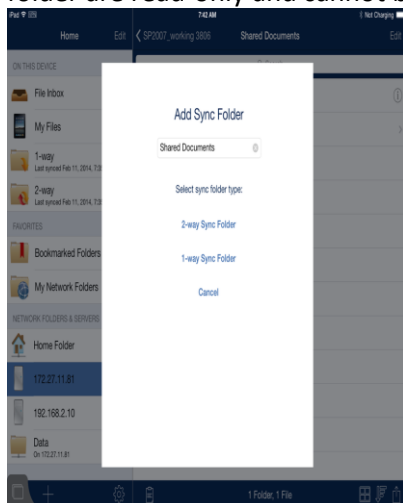 folder are read only and cannot b
iPad
7:42 AM
Not Charging
Home
Edit
SP2007_working 3806
Shared Documents
Edit
ON THIS DEVICE
File Inbox
My Files
1-way
Last synced Feb 11, 2014, 7:3
2-way
Last synced Feb 11, 2014, 7:3
FAVORITES
Bookmarked Folders
My Network Folders
NETWORK FOLDERS & SERVERS
Home Folder
172.27.11.81
192.168.2.10
Data
On 172.27.11.81
Add Sync Folder
Shared Documents
Select sync folder type:
2-way Sync Folder
1-way Sync Folder
Cancel
1 Folder, 1 File